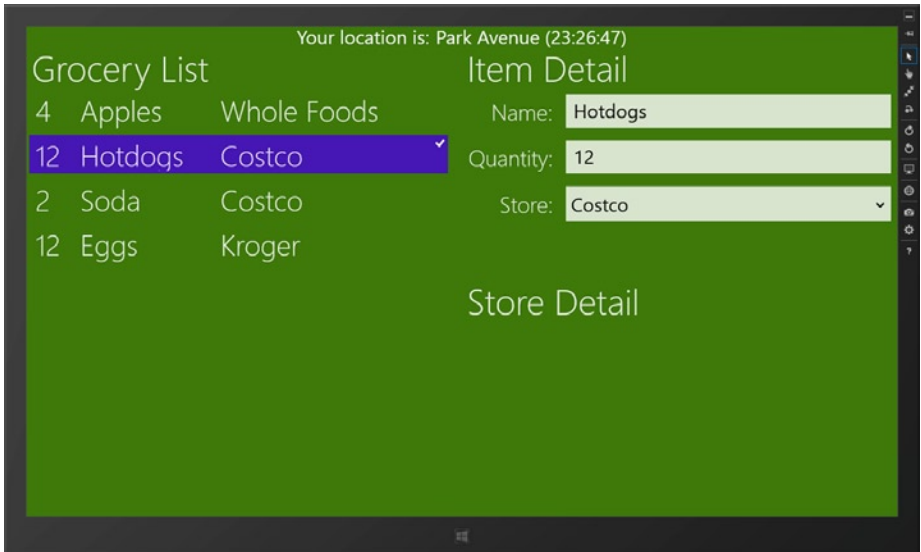 Your location is: Park Avenue (23:26:47)
Grocery List
4 Apples Whole Foods
12 Hotdogs Costco
2 Soda Costco
12 Eggs Kroger
Item Detail
Name: Hotdogs
Quantity: 12
Store: Costco
Store Detail